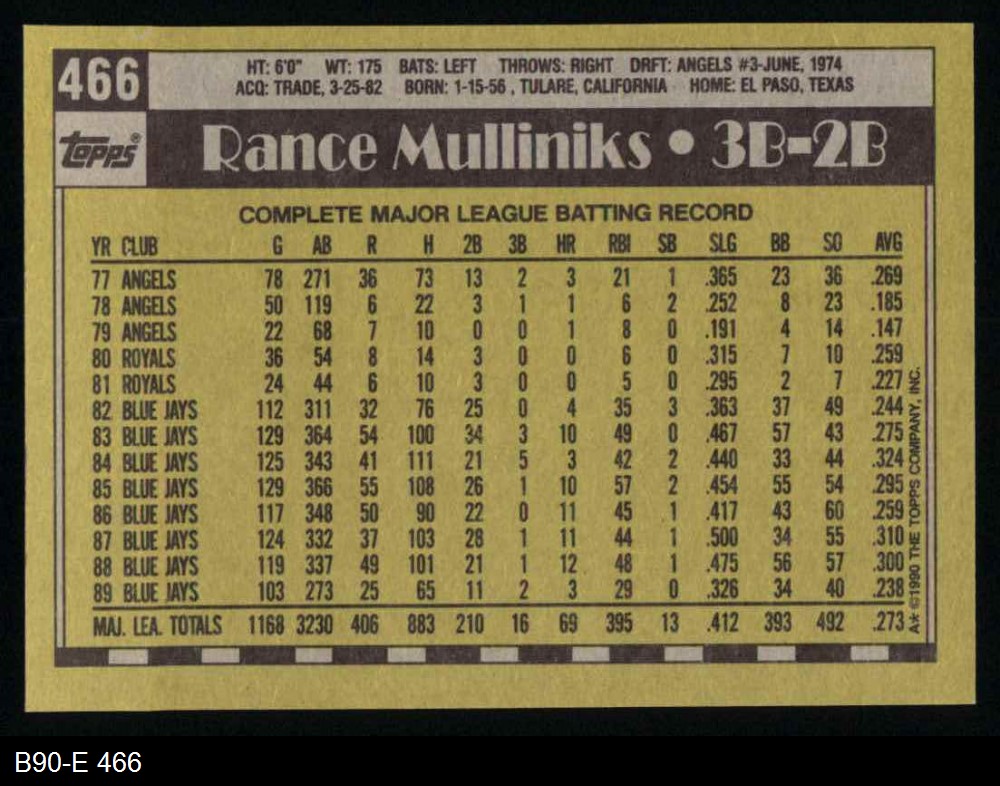 466
HT: 6'0" WT: 175 BATS: LEFT THROWS: RIGHT DRFT: ANGELS #3-JUNE, 1974
ACQ: TRADE, 3-25-82 BORN: 1-15-56 , TULARE, CALIFORNIA HOME: EL PASO, TEXAS
topps®
Rance Mulliniks • 3B-2B
COMPLETE MAJOR LEAGUE BATTING RECORD
YR CLUB G AB R H 2B 3B HR RBI SB SLG BB SO AVG
77 ANGELS 78 271 36 73 13 2 3 21 1 .365 23 36 .269
78 ANGELS 50 119 6 22 3 1 1 6 2 .252 8 23 .185
79 ANGELS 22 68 7 10 0 0 1 8 0 .191 4 14 .147
80 ROYALS 36 54 8 14 3 0 0 6 0 .315 7 10 .259
81 ROYALS 24 44 6 10 3 0 0 5 0 .295 2 7 .227
82 BLUE JAYS 112 311 32 76 25 0 4 35 3 .363 37 49 .244
83 BLUE JAYS 129 364 54 100 34 3 10 49 0 .467 57 43 .275
84 BLUE JAYS 125 343 41 111 21 5 3 42 2 .440 33 44 .324
85 BLUE JAYS 129 366 55 108 26 1 10 57 2 .454 55 54 .295
86 BLUE JAYS 117 348 50 90 22 0 11 45 1 .417 43 60 .259
87 BLUE JAYS 124 332 37 103 28 1 11 44 1 .500 34 55 .310
88 BLUE JAYS 119 337 49 101 21 1 12 48 1 .475 56 57 .300
89 BLUE JAYS 103 273 25 65 11 2 3 29 0 .326 34 40 .238
MAJ. LEA. TOTALS 1168 3230 406 883 210 16 69 395 13 .412 393 492 .273
A* ©1990 THE TOPPS COMPANY, INC.
B90-E 466